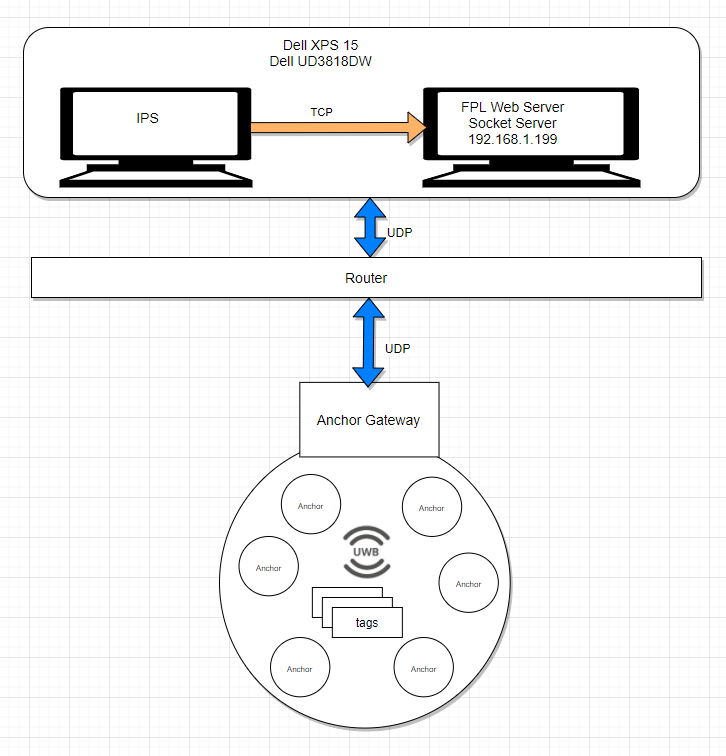 Dell XPS 15
Dell UD3818DW
IPS
TCP
FPL Web Server
Socket Server
192.168.1.199
UDP
Router
UDP
Anchor Gateway
Anchor
Anchor
UWB
Anchor
Anchor
tags
Anchor
Anchor